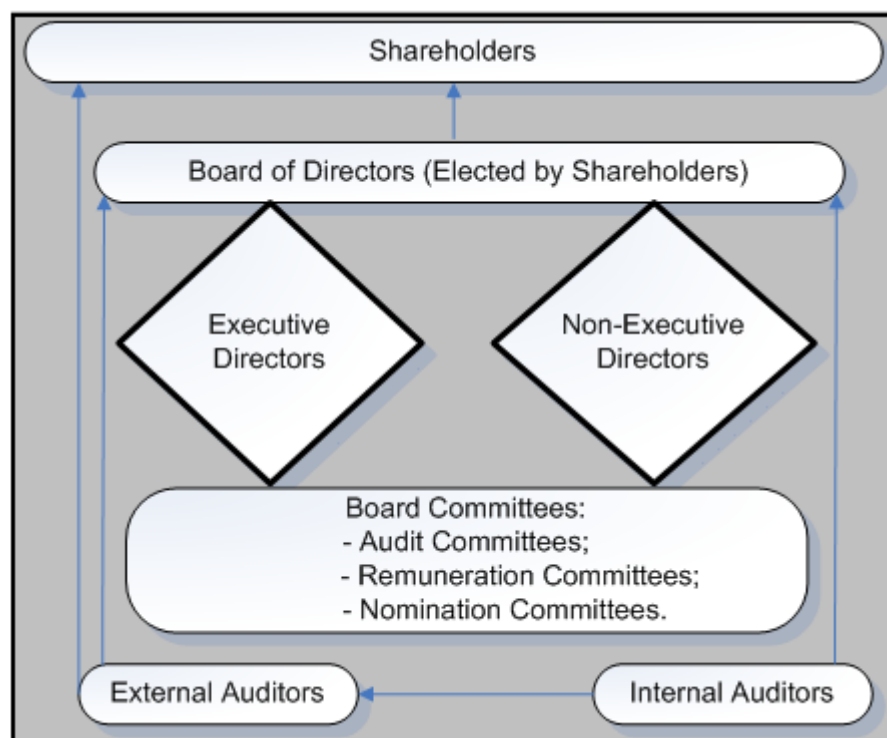 Shareholders
Board of Directors (Elected by Shareholders)
Executive
Directors
Non-Executive
Directors
Board Committees:
- Audit Committees;
- Remuneration Committees;
- Nomination Committees.
External Auditors
Internal Auditors